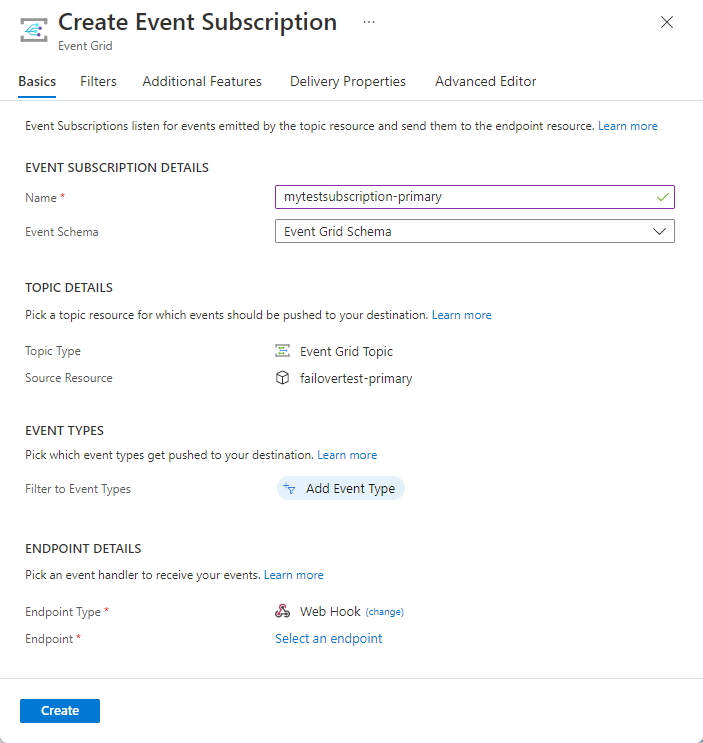 Create Event Subscription ...
Event Grid
Basics Filters Additional Features Delivery Properties Advanced Editor
Event Subscriptions listen for events emitted by the topic resource and send them to the endpoint resource. Learn more
EVENT SUBSCRIPTION DETAILS
Name * mytestsubscription-primary
Event Schema Event Grid Schema
TOPIC DETAILS
Pick a topic resource for which events should be pushed to your destination. Learn more
Topic Type Event Grid Topic
Source Resource failovertest-primary
EVENT TYPES
Pick which event types get pushed to your destination. Learn more
Filter to Event Types Add Event Type
ENDPOINT DETAILS
Pick an event handler to receive your events. Learn more
Endpoint Type * Web Hook (change)
Endpoint * Select an endpoint
Create